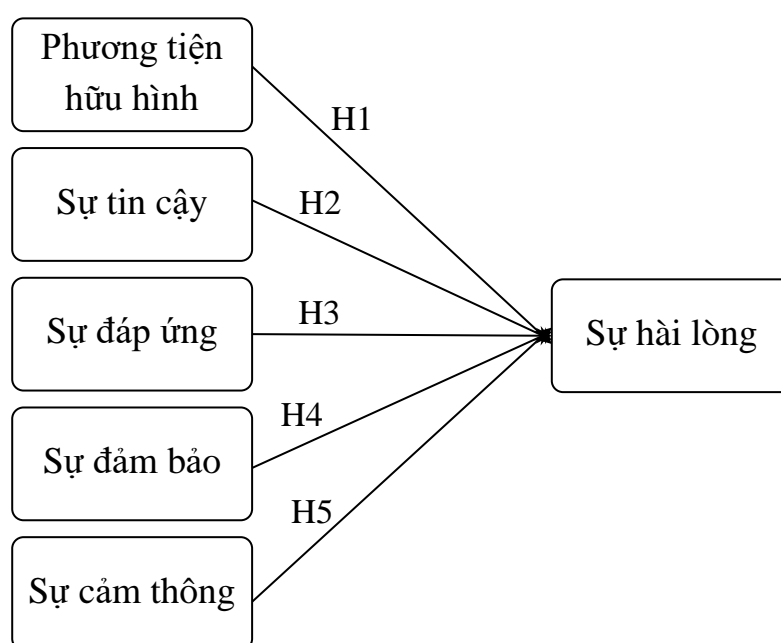 Phương tiện
hữu hình
H1
Sự tin cậy
H2
Sự đáp ứng
H3
Sự hài lòng
Sự đảm bảo
H4
Sự cảm thông
H5